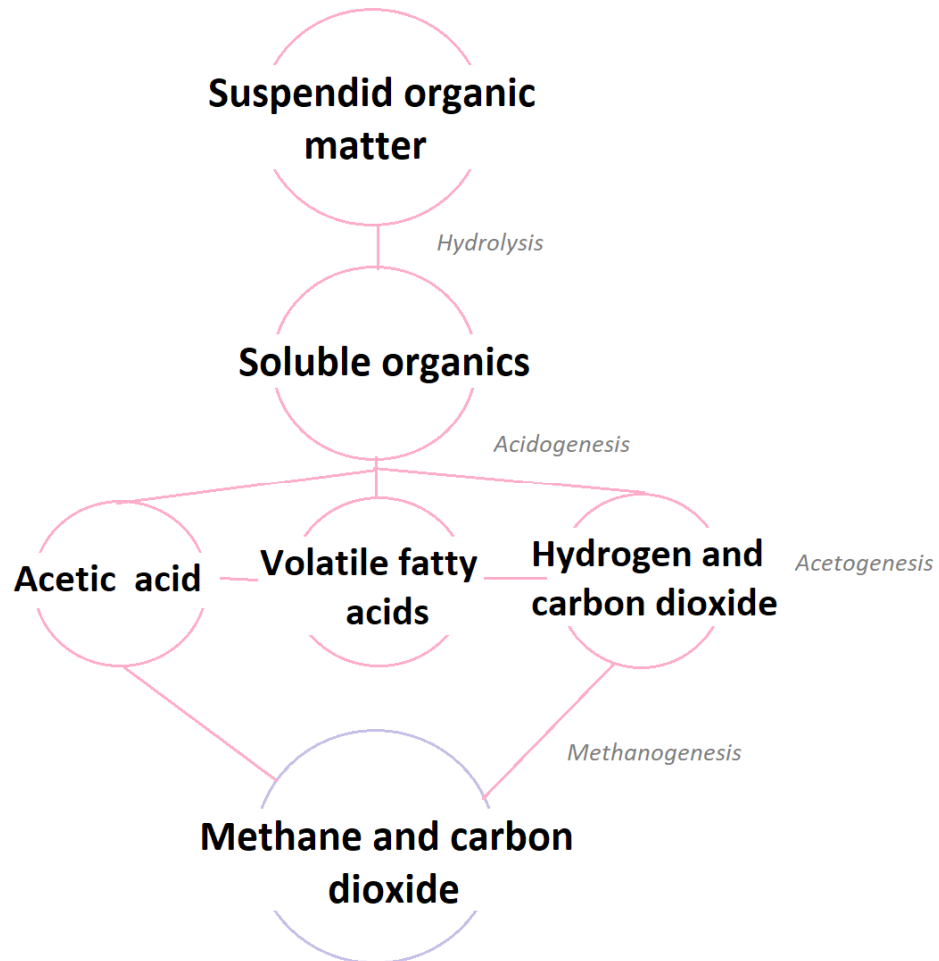 Suspendid organic
matter
Hydrolysis
Soluble organics
Acidogenesis
Acetic acid
Volatile fatty
acids
Hydrogen and
carbon dioxide
Acetogenesis
Methanogenesis
Methane and carbon
dioxide